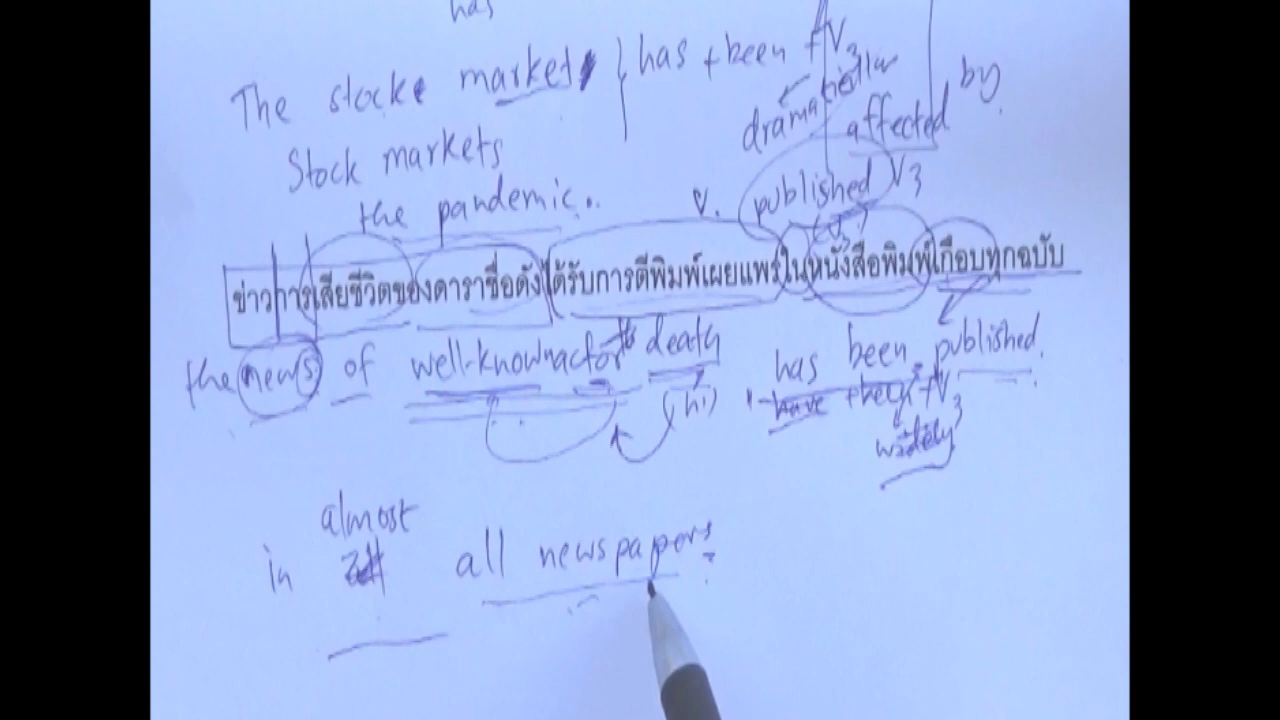 has
The stock market has + been + V3
dramatically
affected by
Stock markets
the pandemic..
v. published V3
(V3)
ข่าวการเสียชีวิตของดาราชื่อดังได้รับการตีพิมพ์เผยแพร่ในหนังสือพิมพ์เกือบทุกฉบับ
the news of well-known actor's death has been published.
(hi) have + been + V3
widely
almost
in all newspapers